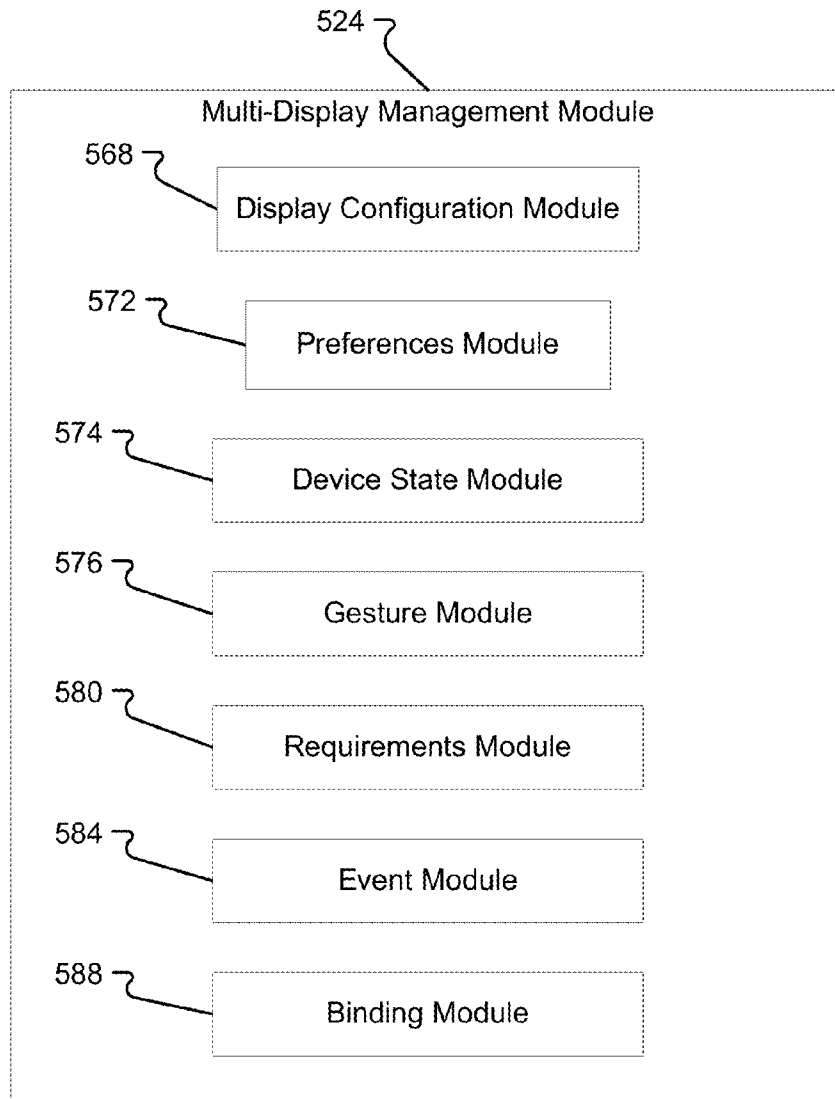 524
Multi-Display Management Module
568
Display Configuration Module
572
Preferences Module
574
Device State Module
576
Gesture Module
580
Requirements Module
584
Event Module
588
Binding Module